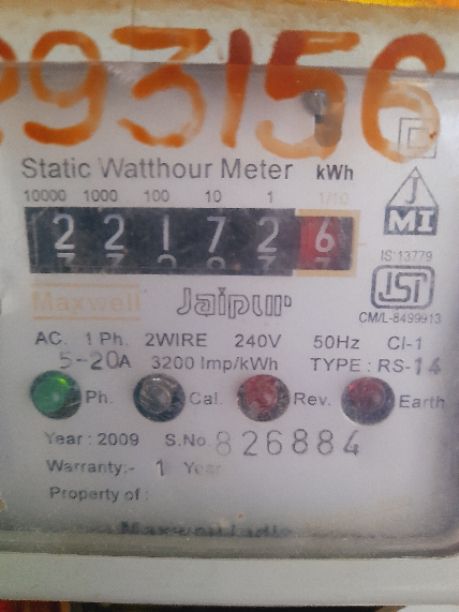 293156
Static Watthour Meter kWh
10000 1000 100 10 1 1/10
2 2 1 7 2 6
J
MI
IS:13779
ISI
CM/L-8499913
Maxwell Jaipur
AC. 1 Ph. 2WIRE 240V 50Hz Cl-1
5-20A 3200 Imp/kWh TYPE : RS-14
Ph. Cal. Rev. Earth
Year : 2009 S.No. 826884
Warranty:- 1 Year
Property of :